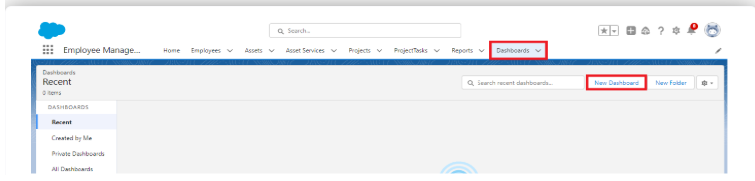 Search...
Employee Manage... Home Employees Assets Asset Services Projects ProjectTasks Reports Dashboards
Dashboards
Recent
0 items
Search recent dashboards...
New Dashboard
New Folder
DASHBOARDS
Recent
Created by Me
Private Dashboards
All Dashboards